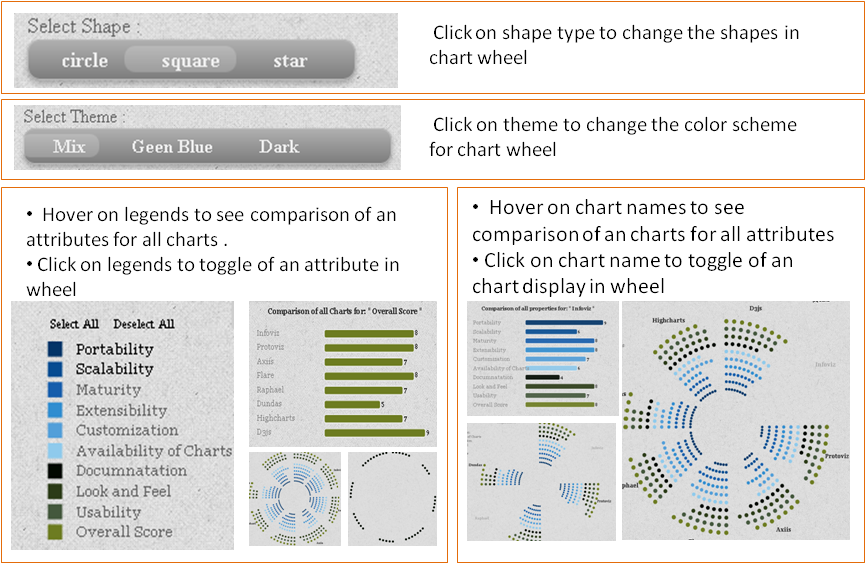 Select Shape :
circle square star
Click on shape type to change the shapes in
chart wheel
Select Theme :
Mix Geen Blue Dark
Click on theme to change the color scheme
for chart wheel
• Hover on legends to see comparison of an
attributes for all charts .
• Click on legends to toggle of an attribute in
wheel
Select All Deselect All
Portability
Scalability
Maturity
Extensibility
Customization
Availability of Charts
Documnatation
Look and Feel
Usability
Overall Score
Comparison of all Charts for: " Overall Score "
Infoviz 8
Protoviz 8
Axiis 7
Flare 8
Raphael 7
Dundas 5
Highcharts 7
D3js 9
• Hover on chart names to see
comparison of an charts for all attributes
• Click on chart name to toggle of an
chart display in wheel
Comparison of all properties for: " Infoviz "
Portability 9
Scalability 6
Maturity 8
Extensibility 8
Customization 7
Availability of Charts 6
Documnatation 4
Look and Feel 8
Usability 7
Overall Score 8
Dundas
Protoviz
D3js
Highcharts
Infoviz
Protoviz
phael
Axiis